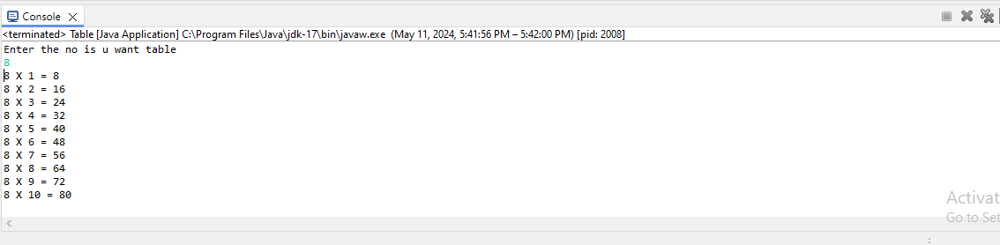 Console
<terminated> Table [Java Application] C:\Program Files\Java\jdk-17\bin\javaw.exe (May 11, 2024, 5:41:56 PM – 5:42:00 PM) [pid: 2008]
Enter the no is u want table
8
8 X 1 = 8
8 X 2 = 16
8 X 3 = 24
8 X 4 = 32
8 X 5 = 40
8 X 6 = 48
8 X 7 = 56
8 X 8 = 64
8 X 9 = 72
8 X 10 = 80
Activat
Go to Set